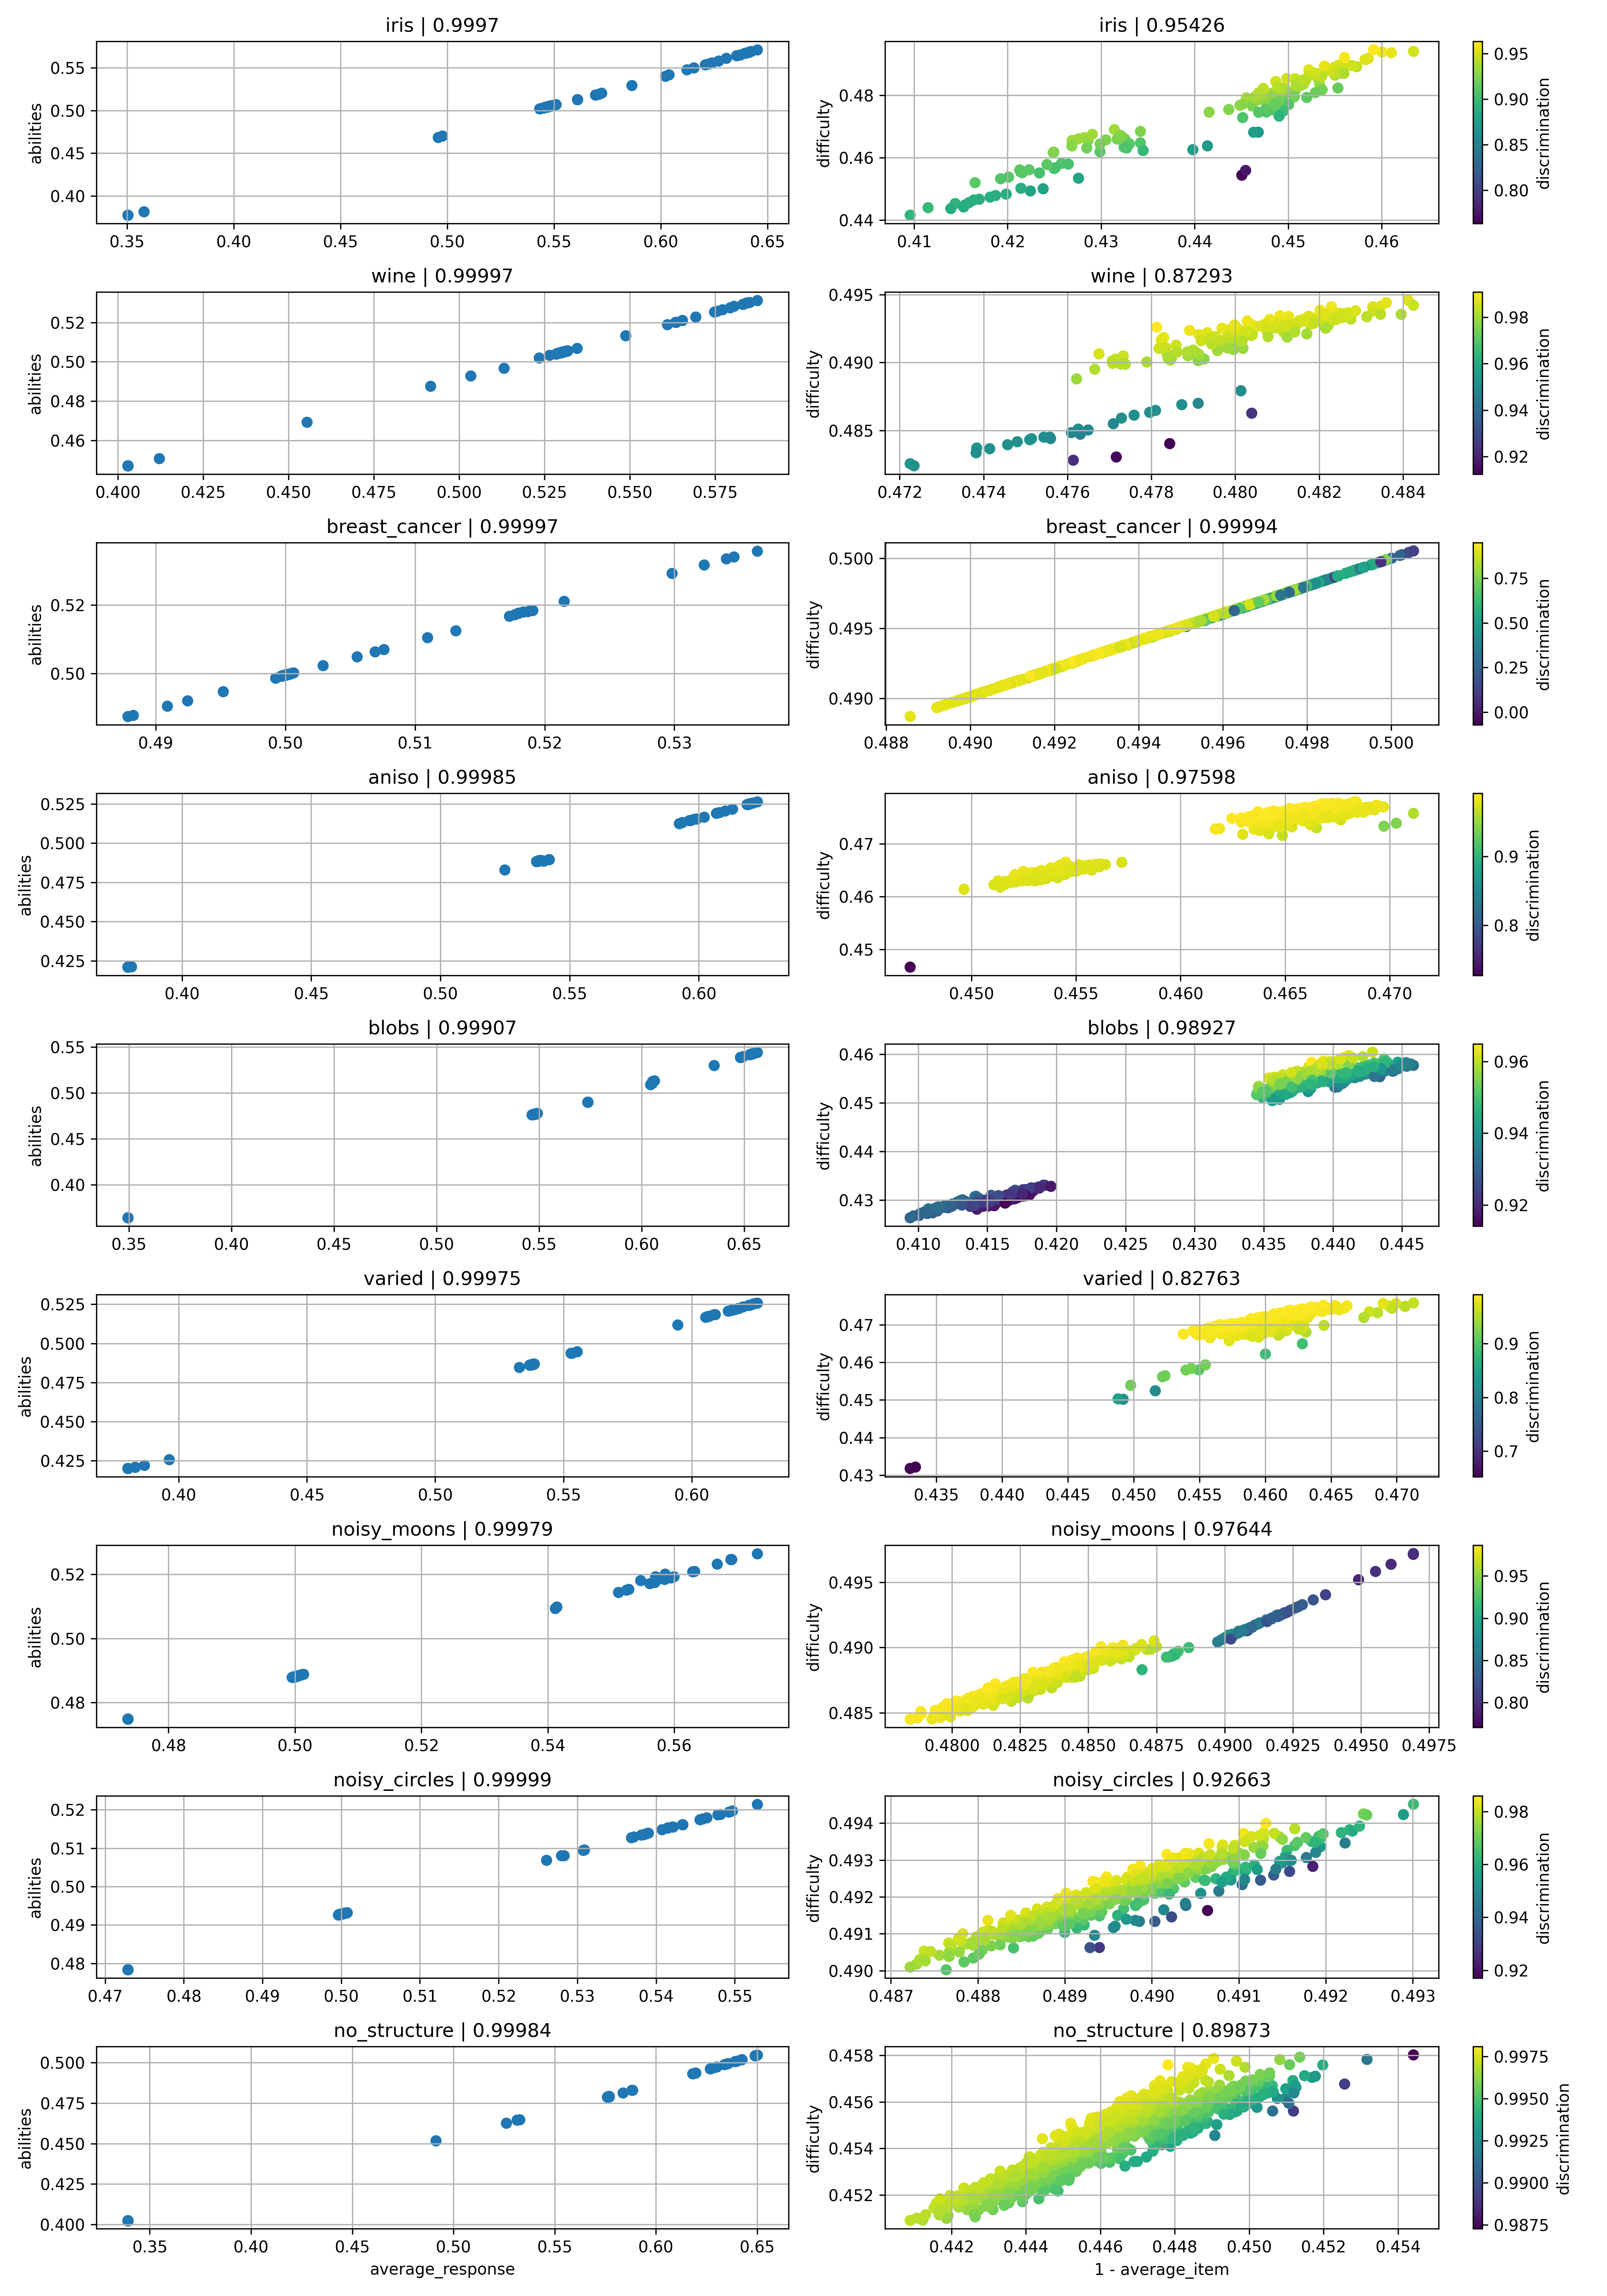 iris | 0.9997
abilities
0.55
0.50
0.45
0.40
0.35 0.40 0.45 0.50 0.55 0.60 0.65
iris | 0.95426
difficulty
0.48
0.46
0.44
0.41 0.42 0.43 0.44 0.45 0.46
0.95
0.90
0.85
0.80
discrimination
wine | 0.99997
abilities
0.52
0.50
0.48
0.46
0.400 0.425 0.450 0.475 0.500 0.525 0.550 0.575
wine | 0.87293
difficulty
0.495
0.490
0.485
0.472 0.474 0.476 0.478 0.480 0.482 0.484
0.98
0.96
0.94
0.92
discrimination
breast_cancer | 0.99997
abilities
0.52
0.50
0.49 0.50 0.51 0.52 0.53
breast_cancer | 0.99994
difficulty
0.500
0.495
0.490
0.488 0.490 0.492 0.494 0.496 0.498 0.500
0.75
0.50
0.25
0.00
discrimination
aniso | 0.99985
abilities
0.525
0.500
0.475
0.450
0.425
0.40 0.45 0.50 0.55 0.60
aniso | 0.97598
difficulty
0.47
0.46
0.45
0.450 0.455 0.460 0.465 0.470
0.9
0.8
discrimination
blobs | 0.99907
abilities
0.55
0.50
0.45
0.40
0.35 0.40 0.45 0.50 0.55 0.60 0.65
blobs | 0.98927
difficulty
0.46
0.45
0.44
0.43
0.410 0.415 0.420 0.425 0.430 0.435 0.440 0.445
0.96
0.94
0.92
discrimination
varied | 0.99975
abilities
0.525
0.500
0.475
0.450
0.425
0.40 0.45 0.50 0.55 0.60
varied | 0.82763
difficulty
0.47
0.46
0.45
0.44
0.43
0.435 0.440 0.445 0.450 0.455 0.460 0.465 0.470
0.9
0.8
0.7
discrimination
noisy_moons | 0.99979
abilities
0.52
0.50
0.48
0.48 0.50 0.52 0.54 0.56
noisy_moons | 0.97644
difficulty
0.495
0.490
0.485
0.4800 0.4825 0.4850 0.4875 0.4900 0.4925 0.4950 0.4975
0.95
0.90
0.85
0.80
discrimination
noisy_circles | 0.99999
abilities
0.52
0.51
0.50
0.49
0.48
0.47 0.48 0.49 0.50 0.51 0.52 0.53 0.54 0.55
noisy_circles | 0.92663
difficulty
0.494
0.493
0.492
0.491
0.490
0.487 0.488 0.489 0.490 0.491 0.492 0.493
0.98
0.96
0.94
0.92
discrimination
no_structure | 0.99984
abilities
0.500
0.475
0.450
0.425
0.400
0.35 0.40 0.45 0.50 0.55 0.60 0.65
average_response
no_structure | 0.89873
difficulty
0.458
0.456
0.454
0.452
0.442 0.444 0.446 0.448 0.450 0.452 0.454
1 - average_item
0.9975
0.9950
0.9925
0.9900
0.9875
discrimination